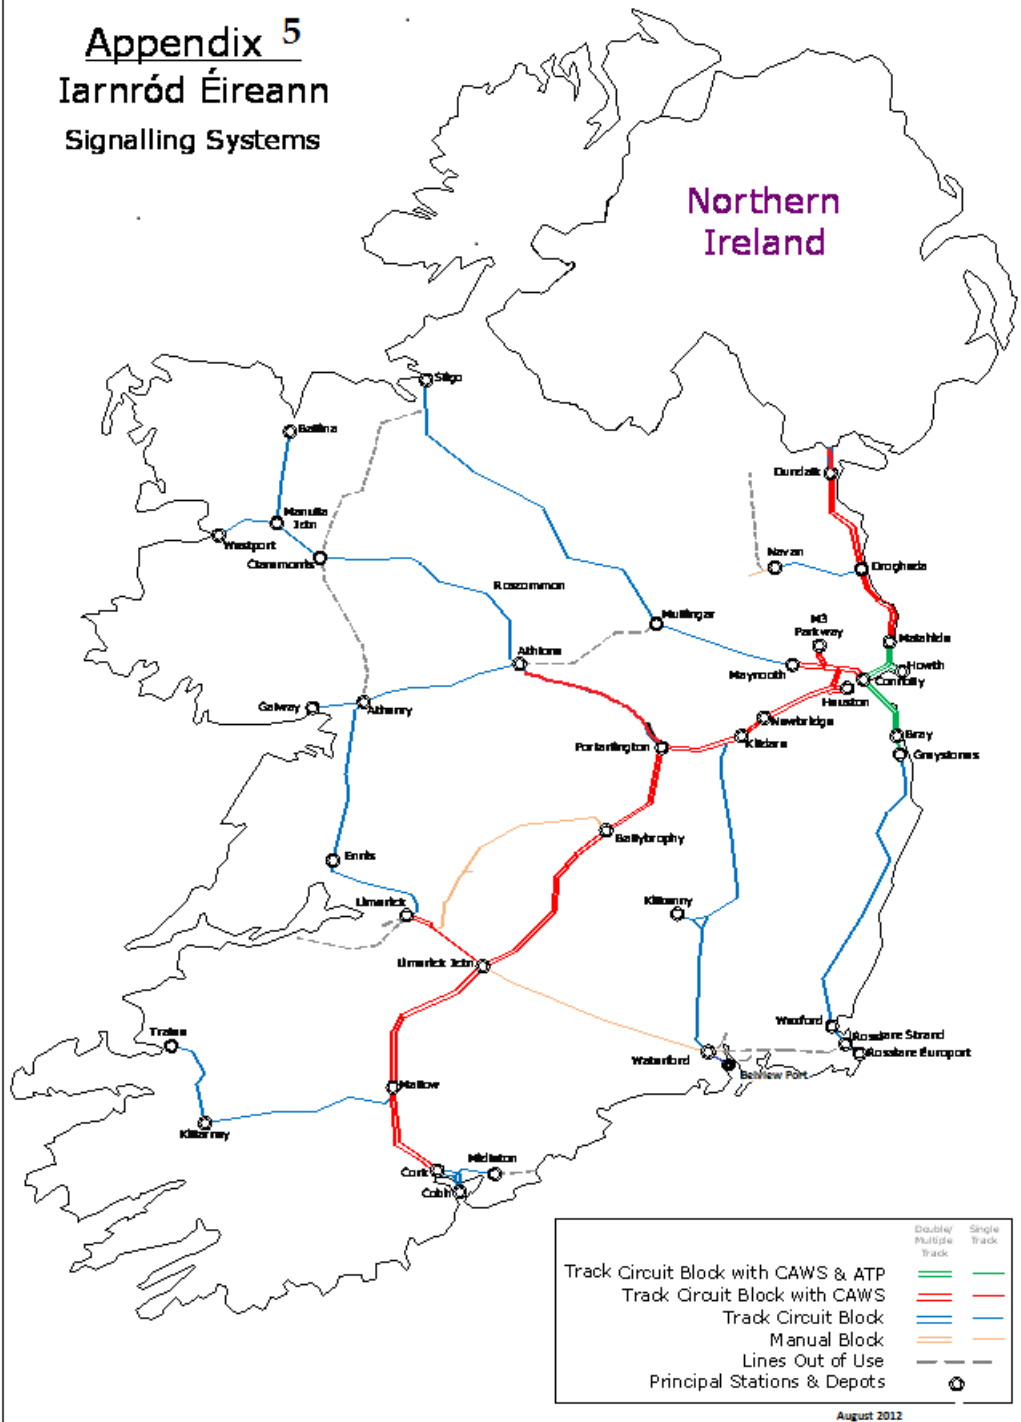 Appendix 5
Iarnród Éireann
Signalling Systems
Northern
Ireland
Sligo
Ballina
Dundalk
Manulla
Jctn
Westport
Claremorris
Navan
Drogheda
Roscommon
Mullingar
M3
Parkway
Malahide
Athlone
Maynooth
Howth
Connolly
Heuston
Galway
Athenry
Newbridge
Kildare
Bray
Portarlington
Greystones
Ballybrophy
Ennis
Limerick
Kilkenny
Limerick Jctn
Wexford
Rosslare Strand
Rosslare Europort
Tralee
Waterford
Bellview Port
Mallow
Killarney
Midleton
Cork
Cobh
Double/ Single
Multiple Track
Track
Track Circuit Block with CAWS & ATP
Track Circuit Block with CAWS
Track Circuit Block
Manual Block
Lines Out of Use
Principal Stations & Depots
August 2012